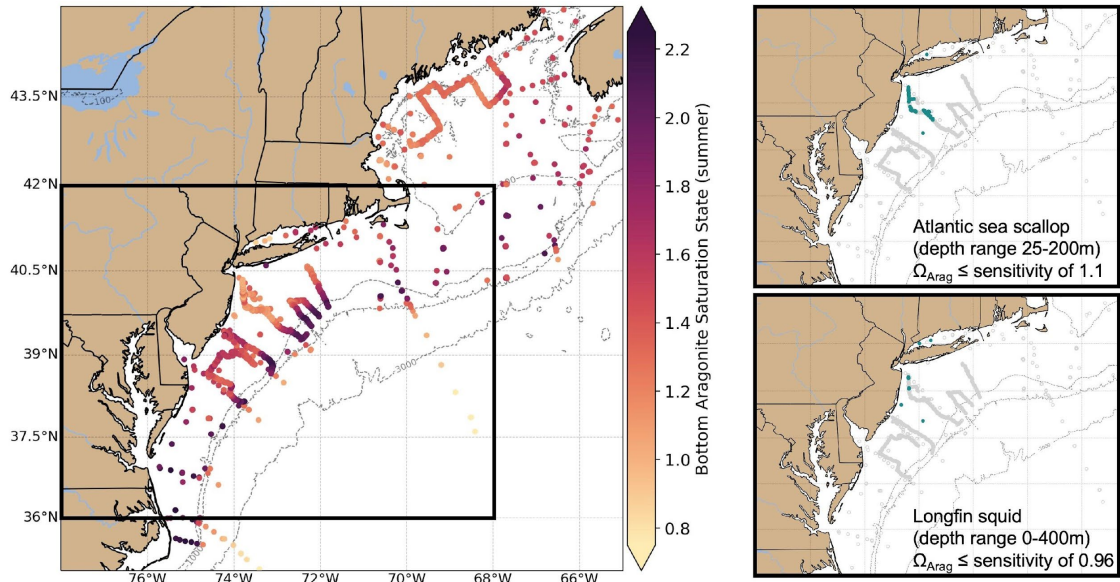 43.5°N
42°N
40.5°N
39°N
37.5°N
36°N
76°W
74°W
72°W
70°W
68°W
66°W
-100
-3000
-1000
2.2
2.0
1.8
1.6
1.4
1.2
1.0
0.8
Bottom Aragonite Saturation State (summer)
Atlantic sea scallop
(depth range 25-200m)
ΩArag ≤ sensitivity of 1.1
Longfin squid
(depth range 0-400m)
ΩArag ≤ sensitivity of 0.96